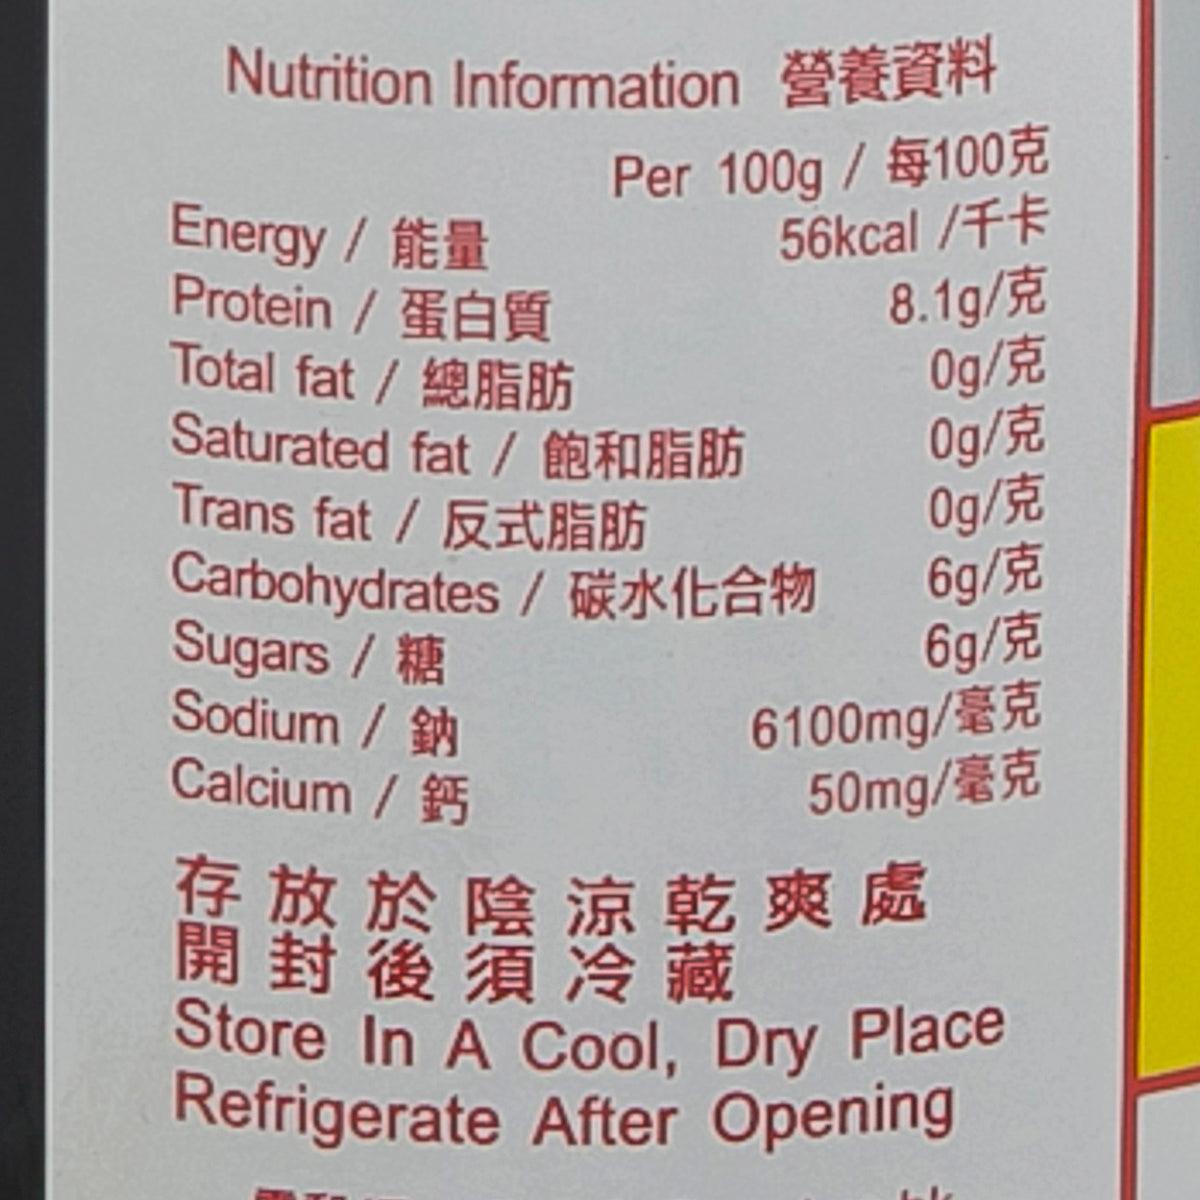 Nutrition Information 營養資料
Per 100g / 每100克
Energy / 能量 56kcal /千卡
Protein / 蛋白質 8.1g/克
Total fat / 總脂肪 0g/克
Saturated fat / 飽和脂肪 0g/克
Trans fat / 反式脂肪 0g/克
Carbohydrates / 碳水化合物 6g/克
Sugars / 糖 6g/克
Sodium / 鈉 6100mg/毫克
Calcium / 鈣 50mg/毫克
存放於陰涼乾爽處
開封後須冷藏
Store In A Cool, Dry Place
Refrigerate After Opening